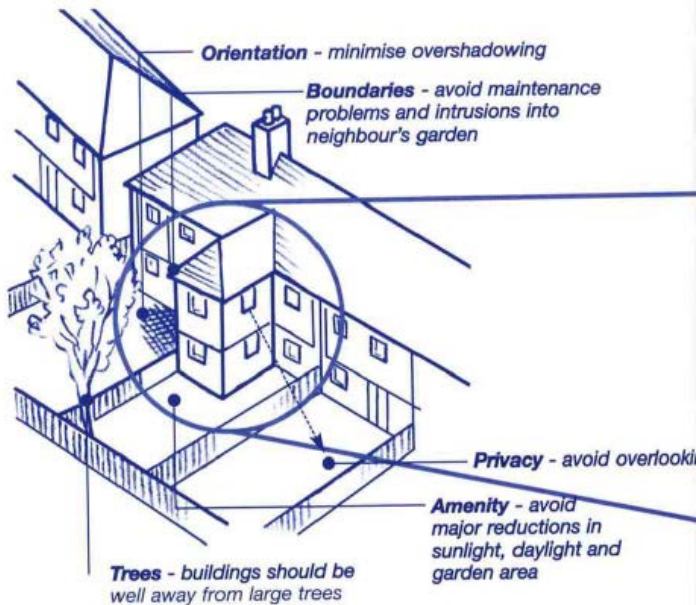 Orientation - minimise overshadowing
Boundaries - avoid maintenance
problems and intrusions into
neighbour's garden
Privacy - avoid
Amenity - avoid
major reductions in
sunlight, daylight and
garden area
Trees - buildings should be
well away from large trees